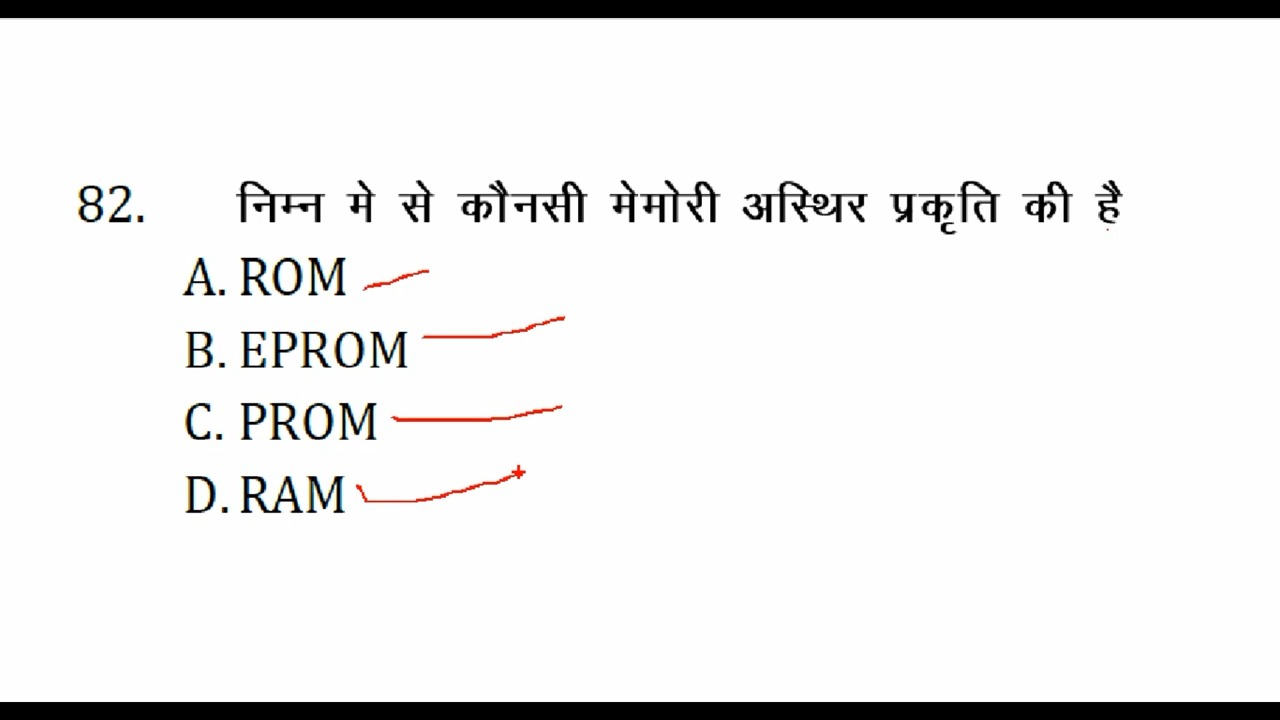 82. निम्न मे से कौनसी मेमोरी अस्थिर प्रकृति की है
A. ROM
B. EPROM
C. PROM
D. RAM